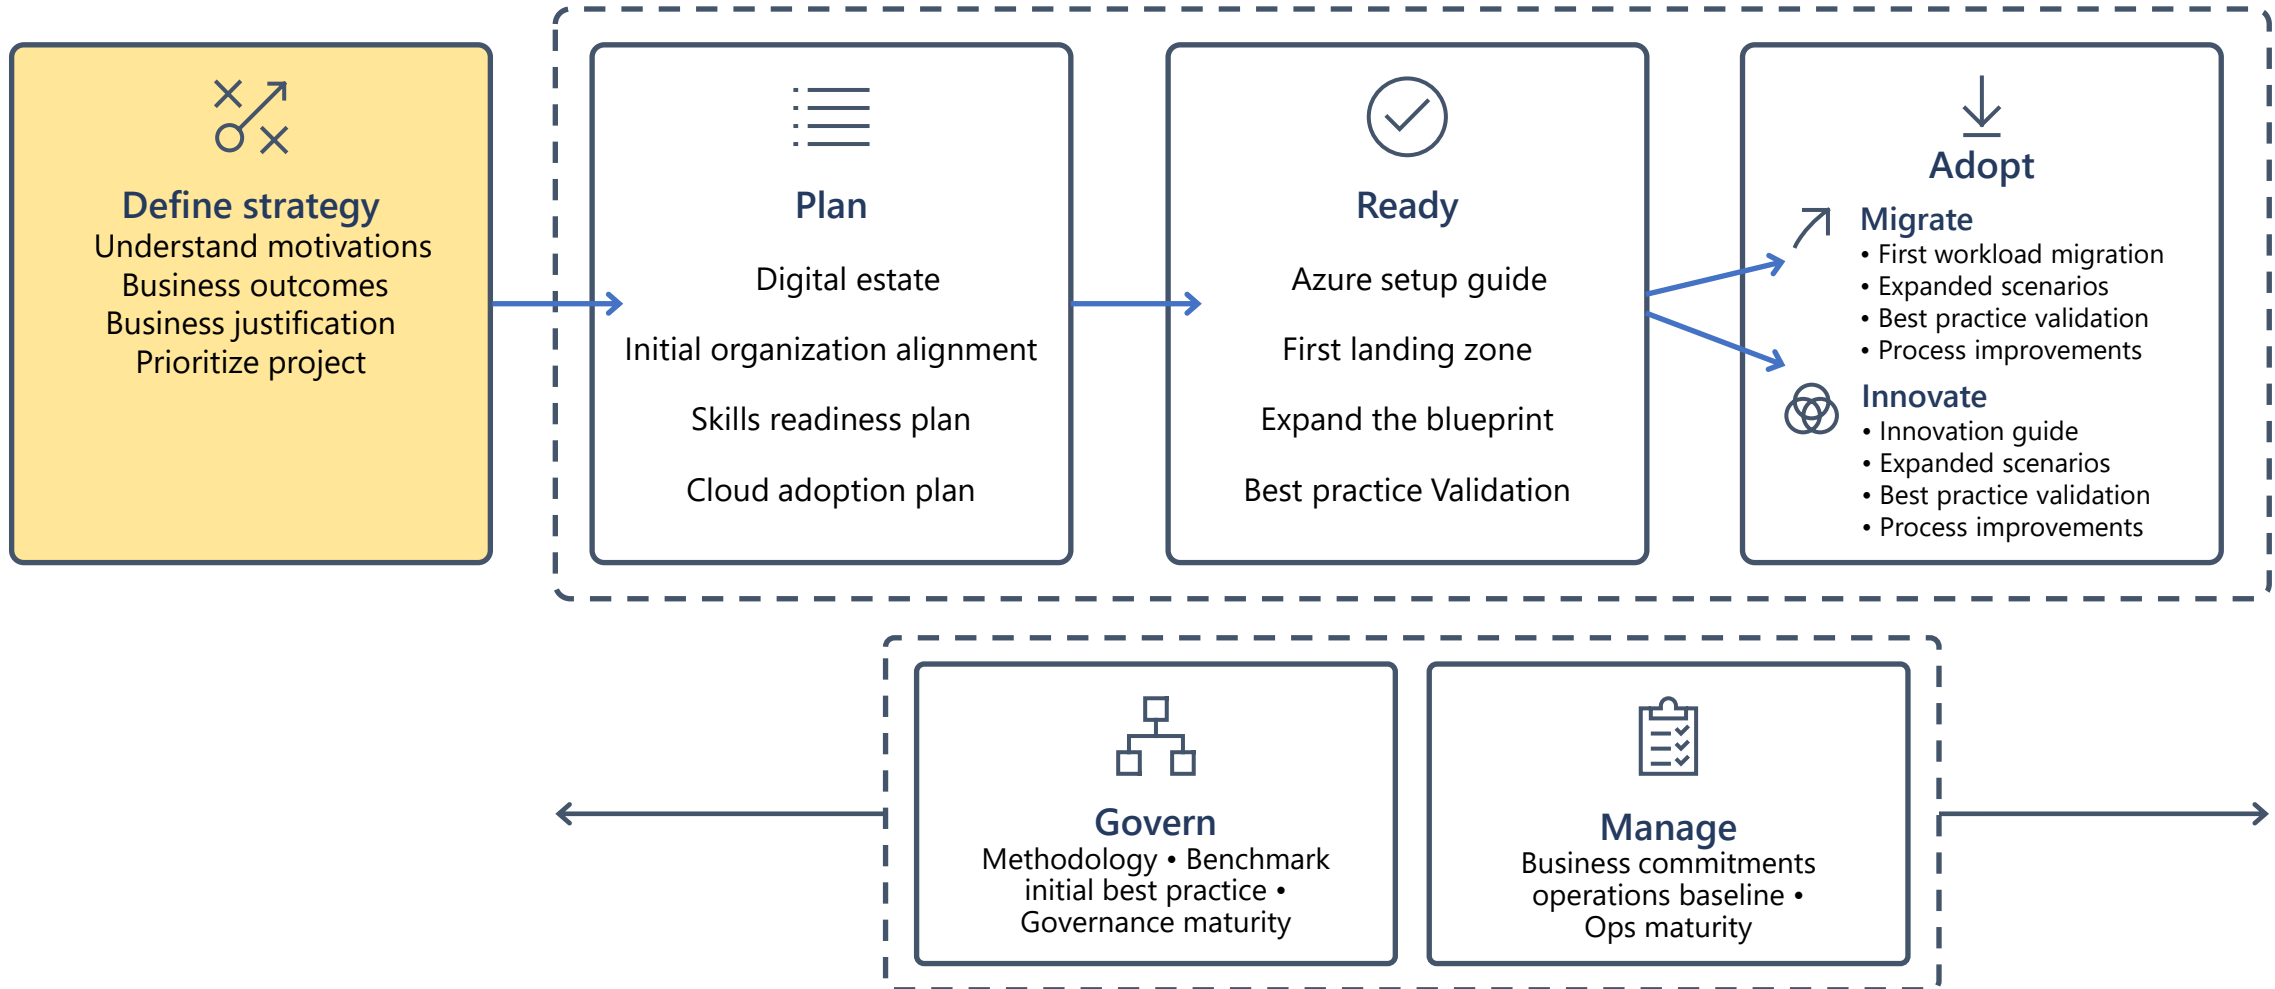 Define strategy
Understand motivations
Business outcomes
Business justification
Prioritize project
Plan
Digital estate
Initial organization alignment
Skills readiness plan
Cloud adoption plan
Ready
Azure setup guide
First landing zone
Expand the blueprint
Best practice Validation
Adopt
Migrate
• First workload migration
• Expanded scenarios
• Best practice validation
• Process improvements
Innovate
• Innovation guide
• Expanded scenarios
• Best practice validation
• Process improvements
Govern
Methodology • Benchmark
initial best practice •
Governance maturity
Manage
Business commitments
operations baseline •
Ops maturity